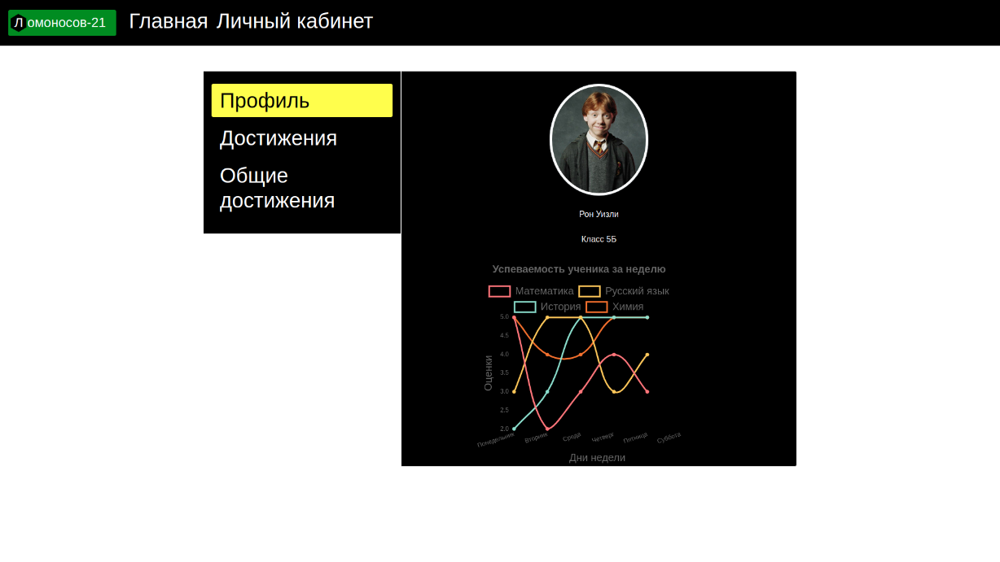 Ломоносов-21 Главная Личный кабинет
Профиль
Достижения
Общие
достижения
Рон Уизли
Класс 5Б
Успеваемость ученика за неделю
Математика Русский язык
История Химия
5.0
4.5
4.0
3.5
3.0
2.5
2.0
Оценки
Понедельник Вторник Среда Четверг Пятница Суббота
Дни недели